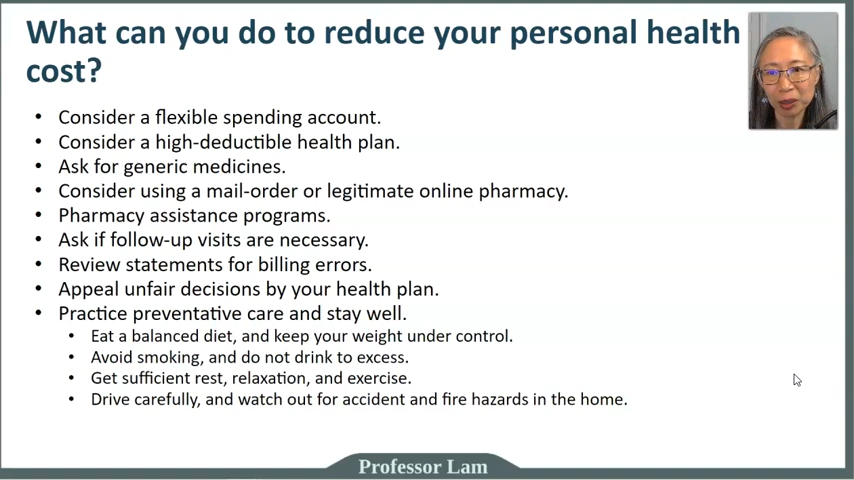 What can you do to reduce your personal health
cost?
• Consider a flexible spending account.
• Consider a high-deductible health plan.
• Ask for generic medicines.
• Consider using a mail-order or legitimate online pharmacy.
• Pharmacy assistance programs.
• Ask if follow-up visits are necessary.
• Review statements for billing errors.
• Appeal unfair decisions by your health plan.
• Practice preventative care and stay well.
• Eat a balanced diet, and keep your weight under control.
• Avoid smoking, and do not drink to excess.
• Get sufficient rest, relaxation, and exercise.
• Drive carefully, and watch out for accident and fire hazards in the home.
Professor Lam